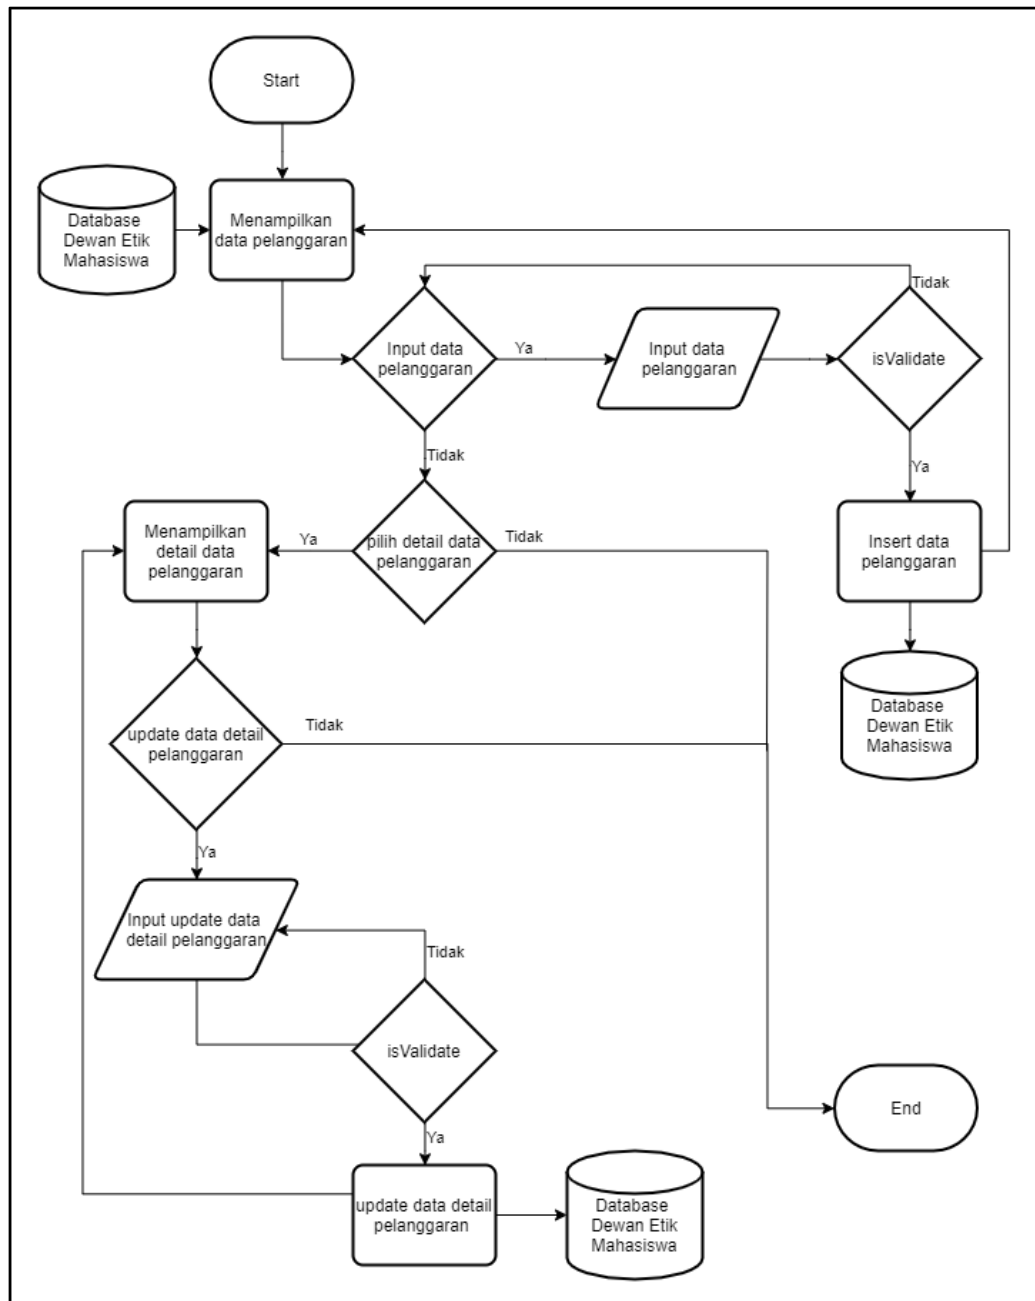 Start
Database
Dewan Etik
Mahasiswa
Menampilkan
data pelanggaran
Tidak
Input data
pelanggaran
Ya
Input data
pelanggaran
isValidate
Tidak
Ya
Menampilkan
detail data
pelanggaran
Ya
pilih detail data
pelanggaran
Tidak
Insert data
pelanggaran
Database
Dewan Etik
Mahasiswa
update data detail
pelanggaran
Tidak
Ya
Input update data
detail pelanggaran
Tidak
isValidate
End
Ya
update data detail
pelanggaran
Database
Dewan Etik
Mahasiswa